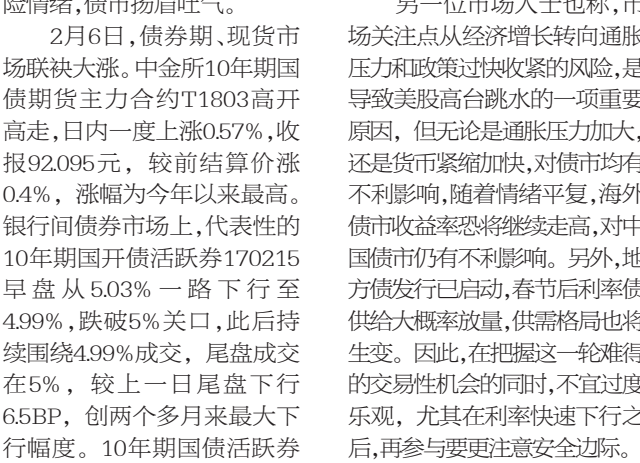 险情绪,债市扬眉吐气。
2月6日,债券期、现货市
场联袂大涨。中金所10年期国
债期货主力合约T1803高开
高走,日内一度上涨0.57%,收
报92.095元，较前结算价涨
0.4%，涨幅为今年以来最高。
银行间债券市场上,代表性的
10年期国开债活跃券170215
早盘从5.03%一路下行至
4.99%,跌破5%关口,此后持
续围绕4.99%成交，尾盘成交
在5%，较上一日尾盘下行
6.5BP，创两个多月来最大下
行幅度。10年期国债活跃券
另一位市场人士也称,市
场关注点从经济增长转向通胀
压力和政策过快收紧的风险,是
导致美股高台跳水的一项重要
原因，但无论是通胀压力加大,
还是货币紧缩加快,对债市均有
不利影响,随着情绪平复,海外
债市收益率恐将继续走高,对中
国债市仍有不利影响。另外,地
方债发行已启动,春节后利率债
供给大概率放量,供需格局也将
生变。因此,在把握这一轮难得
的交易性机会的同时,不宜过度
乐观，尤其在利率快速下行之
后,再参与要更注意安全边际。